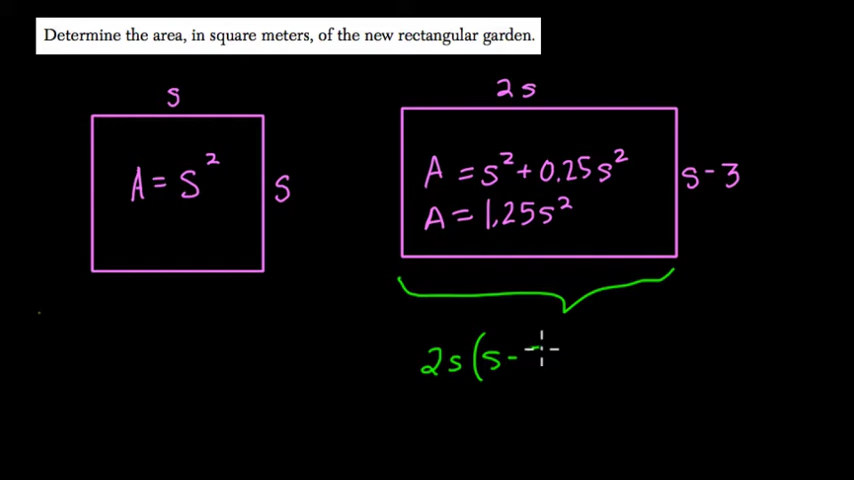 Determine the area, in square meters, of the new rectangular garden.
s
2s
A = s²
s
A = s² + 0.25s²
A = 1.25s²
s - 3
2s(s -